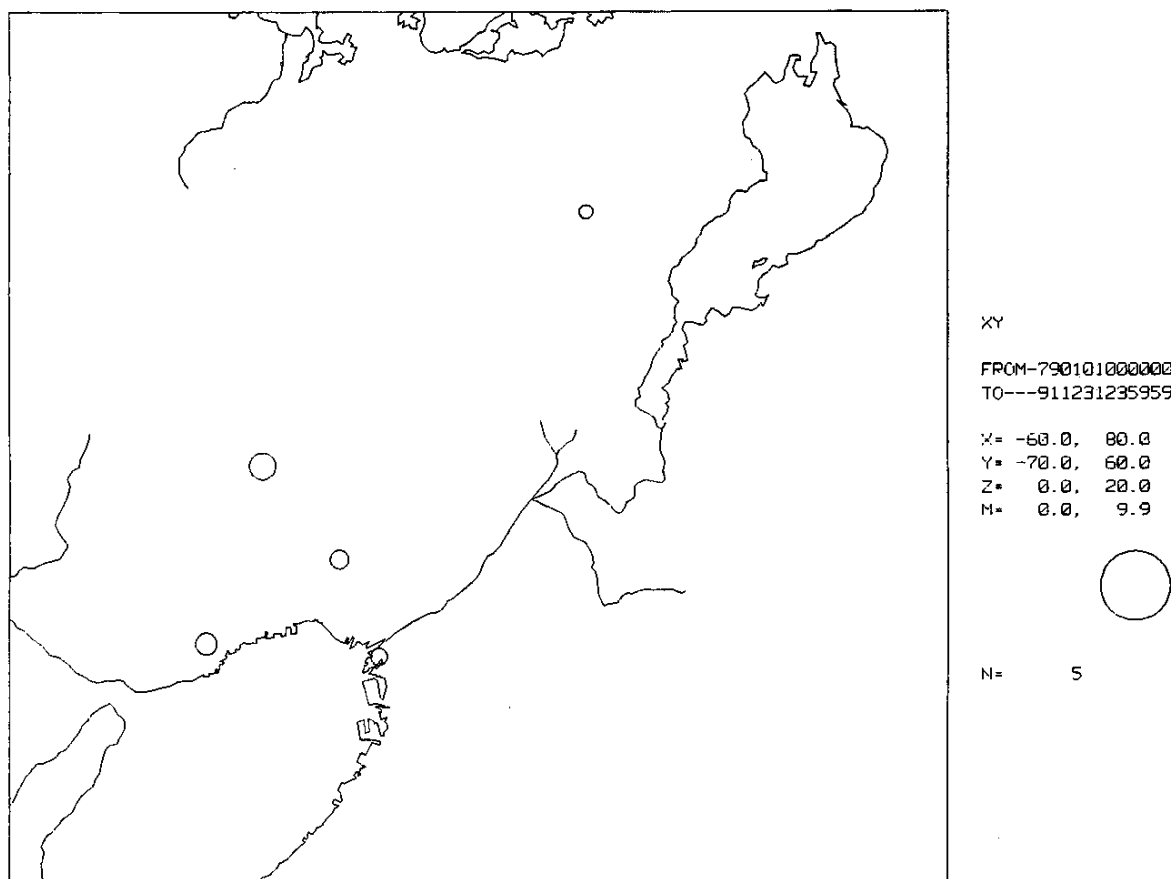 XY
FROM-790101000000
TO---911231235959
X= -60.0, 80.0
Y= -70.0, 60.0
Z= 0.0, 20.0
M= 0.0, 9.9
N= 5